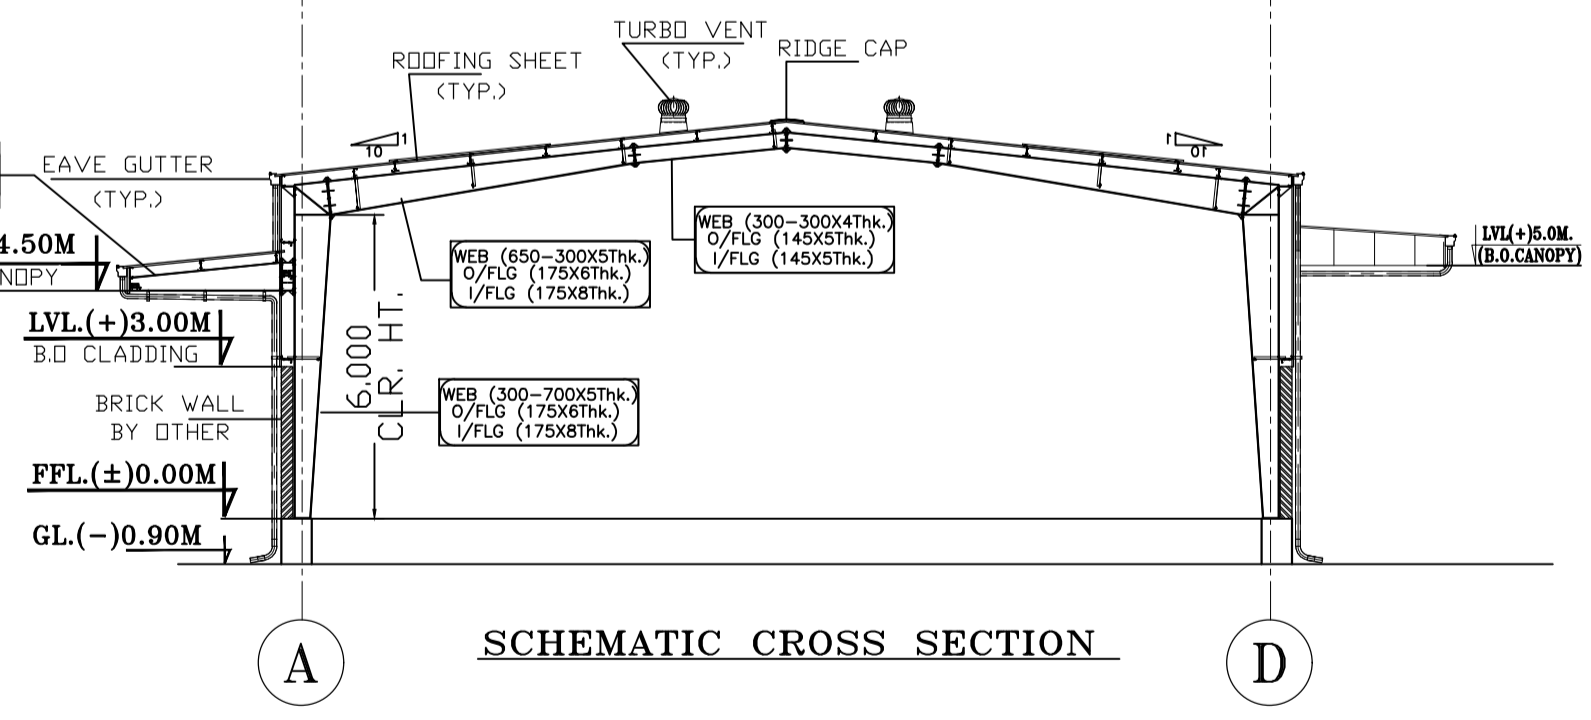 TURBO VENT
(TYP.)
RIDGE CAP
ROOFING SHEET
(TYP.)
1
10
1
10
EAVE GUTTER
(TYP.)
4.50M
LVL(+)5.0M.
(B.O.CANOPY)
WEB (300-300X4Thk.)
O/FLG (145X5Thk.)
I/FLG (145X5Thk.)
WEB (650-300X5Thk.)
O/FLG (175X6Thk.)
I/FLG (175X8Thk.)
LVL.(+)3.00M
B.O CLADDING
6.000
CLR. HT.
WEB (300-700X5Thk.)
O/FLG (175X6Thk.)
I/FLG (175X8Thk.)
BRICK WALL
BY OTHER
FFL.(±)0.00M
GL.(-)0.90M
SCHEMATIC CROSS SECTION
A
D